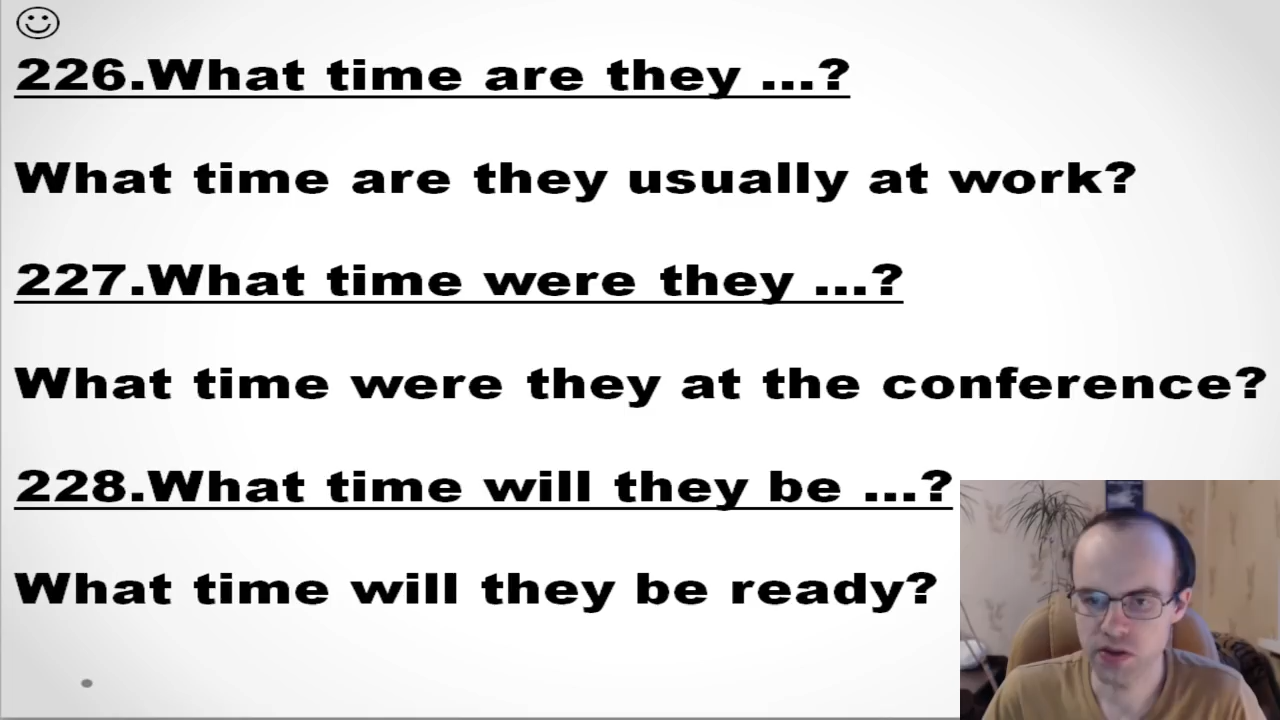 226.What time are they ...?
What time are they usually at work?
227.What time were they ...?
What time were they at the conference?
228.What time will they be ...?
What time will they be ready?